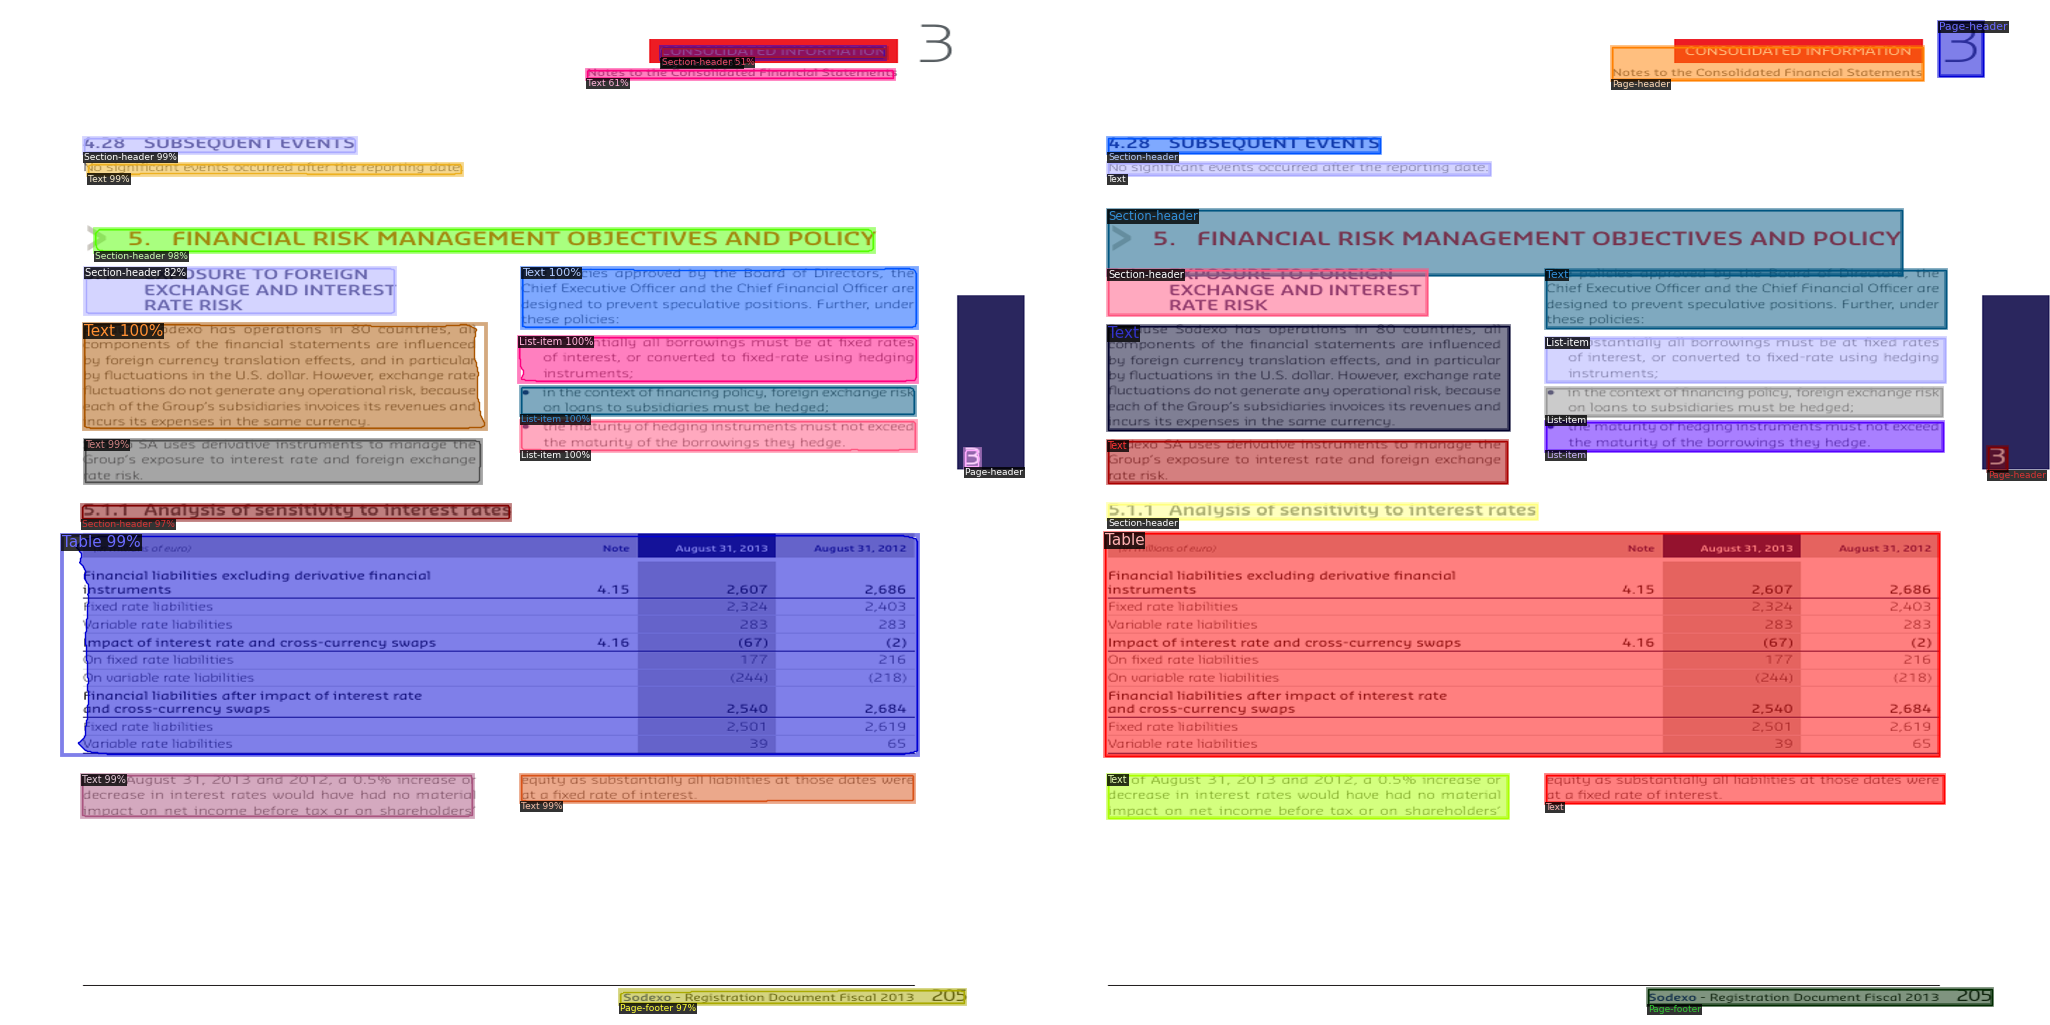 CONSOLIDATED INFORMATION
3
Section-header 51%
Notes to the Consolidated Financial Statements
Text 61%
4.28 SUBSEQUENT EVENTS
Section-header 99%
No significant events occurred after the reporting date.
Text 99%
> 5. FINANCIAL RISK MANAGEMENT OBJECTIVES AND POLICY
Section-header 98%
Section-header 82%
POSURE TO FOREIGN
EXCHANGE AND INTEREST
RATE RISK
Text 100%
odexo has operations in 80 countries, all
components of the financial statements are influenced
by foreign currency translation effects, and in particular
by fluctuations in the U.S. dollar. However, exchange rate
fluctuations do not generate any operational risk, because
each of the Group's subsidiaries invoices its revenues and
incurs its expenses in the same currency.
Text 99%
SA uses derivative instruments to manage the
Group's exposure to interest rate and foreign exchange
rate risk.
Text 100%
ies approved by the Board of Directors, the
Chief Executive Officer and the Chief Financial Officer are
designed to prevent speculative positions. Further, under
these policies:
List-item 100%
antially all borrowings must be at fixed rates
of interest, or converted to fixed-rate using hedging
instruments;
• in the context of financing policy, foreign exchange risk
on loans to subsidiaries must be hedged;
List-item 100%
• the maturity of hedging instruments must not exceed
the maturity of the borrowings they hedge.
List-item 100%
3
Page-header
5.1.1 Analysis of sensitivity to interest rates
Section-header 97%
Table 99%
ns of euro) Note August 31, 2013 August 31, 2012
Financial liabilities excluding derivative financial
instruments 4.15 2,607 2,686
Fixed rate liabilities 2,324 2,403
Variable rate liabilities 283 283
Impact of interest rate and cross-currency swaps 4.16 (67) (2)
On fixed rate liabilities 177 216
On variable rate liabilities (244) (218)
Financial liabilities after impact of interest rate
and cross-currency swaps 2,540 2,684
Fixed rate liabilities 2,501 2,619
Variable rate liabilities 39 65
Text 99%
August 31, 2013 and 2012, a 0.5% increase or
decrease in interest rates would have had no material
impact on net income before tax or on shareholders'
equity as substantially all liabilities at those dates were
at a fixed rate of interest.
Text 99%
Sodexo - Registration Document Fiscal 2013 205
Page-footer 97%
Page-header
CONSOLIDATED INFORMATION
3
Notes to the Consolidated Financial Statements
Page-header
4.28 SUBSEQUENT EVENTS
Section-header
No significant events occurred after the reporting date.
Text
Section-header
> 5. FINANCIAL RISK MANAGEMENT OBJECTIVES AND POLICY
Section-header
XPOSURE TO FOREIGN
EXCHANGE AND INTEREST
RATE RISK
Text
use Sodexo has operations in 80 countries, all
components of the financial statements are influenced
by foreign currency translation effects, and in particular
by fluctuations in the U.S. dollar. However, exchange rate
fluctuations do not generate any operational risk, because
each of the Group's subsidiaries invoices its revenues and
incurs its expenses in the same currency.
Text
dexo SA uses derivative instruments to manage the
Group's exposure to interest rate and foreign exchange
rate risk.
Text
policies approved by the Board of Directors, the
Chief Executive Officer and the Chief Financial Officer are
designed to prevent speculative positions. Further, under
these policies:
List-item
stantially all borrowings must be at fixed rates
of interest, or converted to fixed-rate using hedging
instruments;
• in the context of financing policy, foreign exchange risk
on loans to subsidiaries must be hedged;
List-item
• the maturity of hedging instruments must not exceed
the maturity of the borrowings they hedge.
List-item
3
Page-header
5.1.1 Analysis of sensitivity to interest rates
Section-header
Table
(in millions of euro) Note August 31, 2013 August 31, 2012
Financial liabilities excluding derivative financial
instruments 4.15 2,607 2,686
Fixed rate liabilities 2,324 2,403
Variable rate liabilities 283 283
Impact of interest rate and cross-currency swaps 4.16 (67) (2)
On fixed rate liabilities 177 216
On variable rate liabilities (244) (218)
Financial liabilities after impact of interest rate
and cross-currency swaps 2,540 2,684
Fixed rate liabilities 2,501 2,619
Variable rate liabilities 39 65
Text
of August 31, 2013 and 2012, a 0.5% increase or
decrease in interest rates would have had no material
impact on net income before tax or on shareholders'
equity as substantially all liabilities at those dates were
at a fixed rate of interest.
Text
Sodexo - Registration Document Fiscal 2013 205
Page-footer